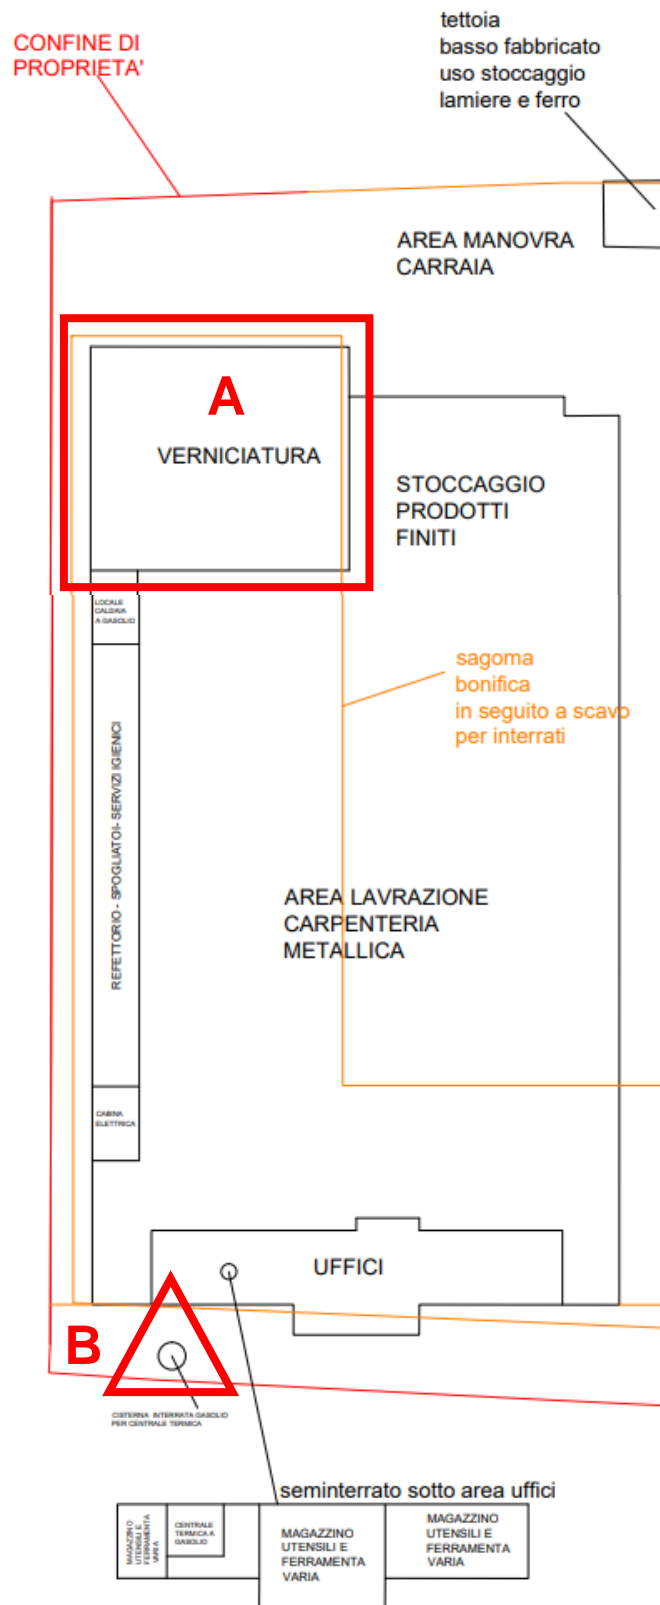 CONFINE DI
PROPRIETA'
tettoia
basso fabbricato
uso stoccaggio
lamiere e ferro
AREA MANOVRA
CARRAIA
A
VERNICIATURA
STOCCAGGIO
PRODOTTI
FINITI
LOCALE
CALDAIA
A GASOLIO
sagoma
bonifica
in seguito a scavo
per interrati
REFETTORIO - SPOGLIATOI- SERVIZI IGIENICI
AREA LAVRAZIONE
CARPENTERIA
METALLICA
CABINA
ELETTRICA
UFFICI
B
CISTERNA INTERRATA GASOLIO
PER CENTRALE TERMICA
seminterrato sotto area uffici
MAGAZZINO
UTENSILI E
FERRAMENTA
VARIA
CENTRALE
TERMICA A
GASOLIO
MAGAZZINO
UTENSILI E
FERRAMENTA
VARIA
MAGAZZINO
UTENSILI E
FERRAMENTA
VARIA